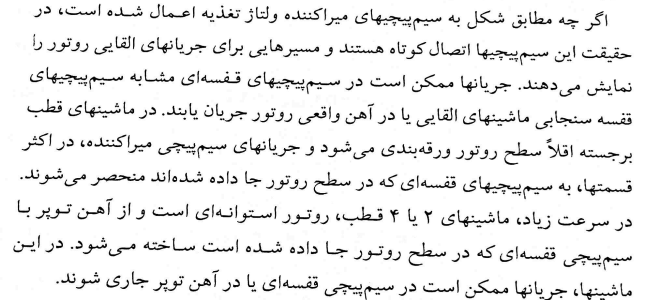 اگر چه مطابق شکل به سیم‌پیچیهای میراکننده ولتاژ تغذیه اعمال شده است، در
حقیقت این سیم‌پیچیها اتصال کوتاه هستند و مسیرهایی برای جریانهای القایی روتور را
نمایش می‌دهند. جریانها ممکن است در سیم‌پیچیهای قفسه‌ای مشابه سیم‌پیچیهای
قفسه سنجابی ماشینهای القایی یا در آهن واقعی روتور جریان یابند. در ماشینهای قطب
برجسته اقلاً سطح روتور ورقه‌بندی می‌شود و جریانهای سیم‌پیچی میراکننده، در اکثر
قسمتها، به سیم‌پیچیهای قفسه‌ای که در سطح روتور جا داده شده‌اند منحصر می‌شوند.
در سرعت زیاد، ماشینهای ۲ یا ۴ قطب، روتور استوانه‌ای است و از آهن توپر با
سیم‌پیچی قفسه‌ای که در سطح روتور جا داده شده است ساخته می‌شود. در این
ماشینها، جریانها ممکن است در سیم‌پیچی قفسه‌ای یا در آهن توپر جاری شوند.